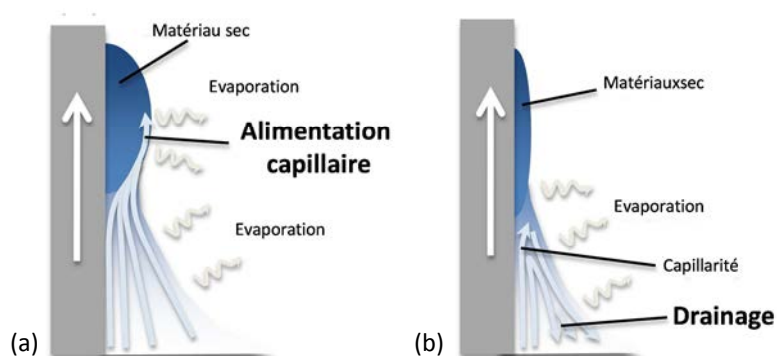 Matériau sec
Evaporation
Alimentation
capillaire
Evaporation
(a)
Matériauxsec
Evaporation
Capillarité
Drainage
(b)